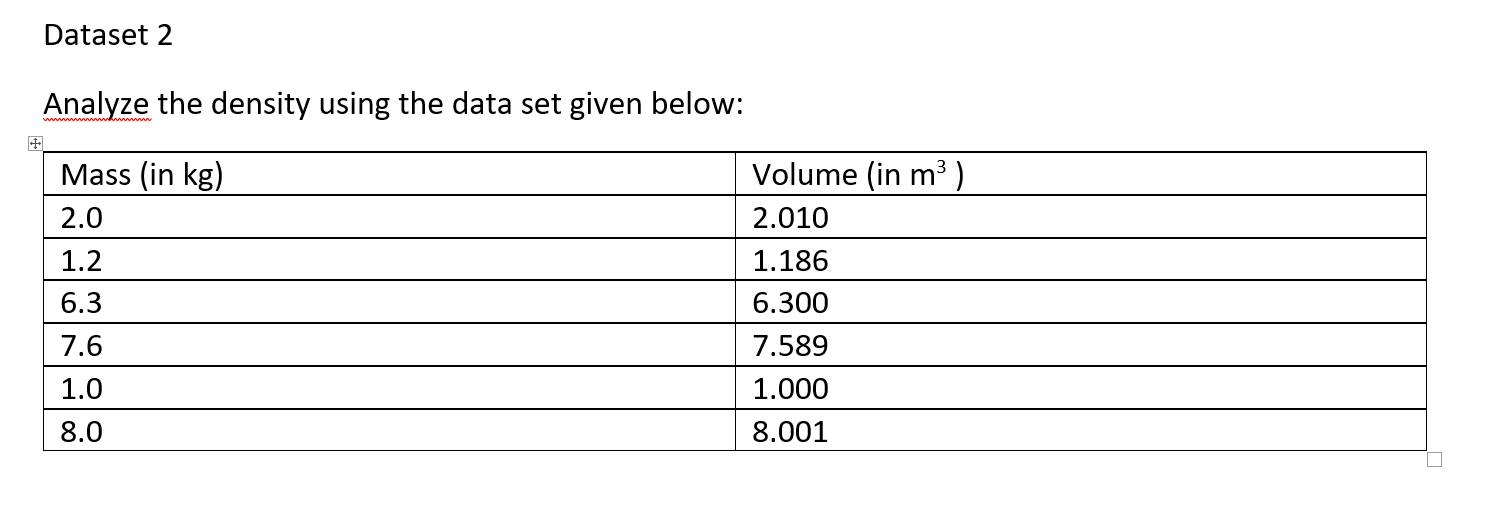 Dataset 2
Analyze the density using the data set given below:
Mass (in kg) Volume (in m³ )
2.0 2.010
1.2 1.186
6.3 6.300
7.6 7.589
1.0 1.000
8.0 8.001